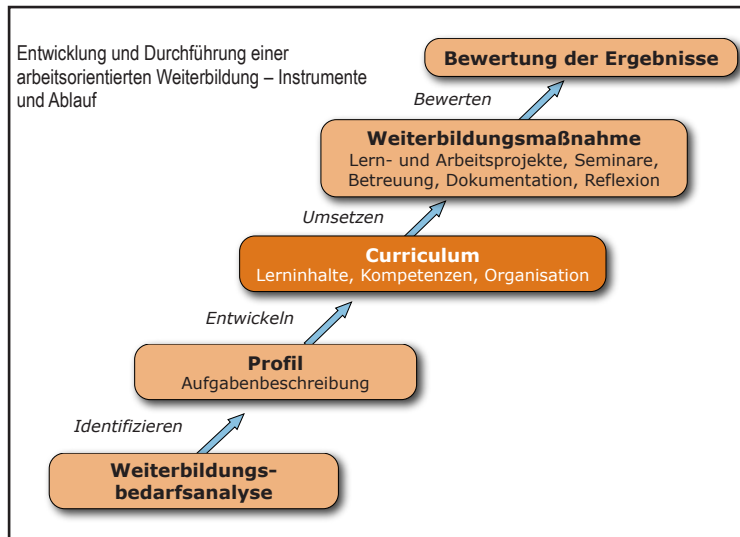 Entwicklung und Durchführung einer
arbeitsorientierten Weiterbildung – Instrumente
und Ablauf
Bewertung der Ergebnisse
Bewerten
Weiterbildungsmaßnahme
Lern- und Arbeitsprojekte, Seminare,
Betreuung, Dokumentation, Reflexion
Umsetzen
Curriculum
Lerninhalte, Kompetenzen, Organisation
Entwickeln
Profil
Aufgabenbeschreibung
Identifizieren
Weiterbildungs-
bedarfsanalyse